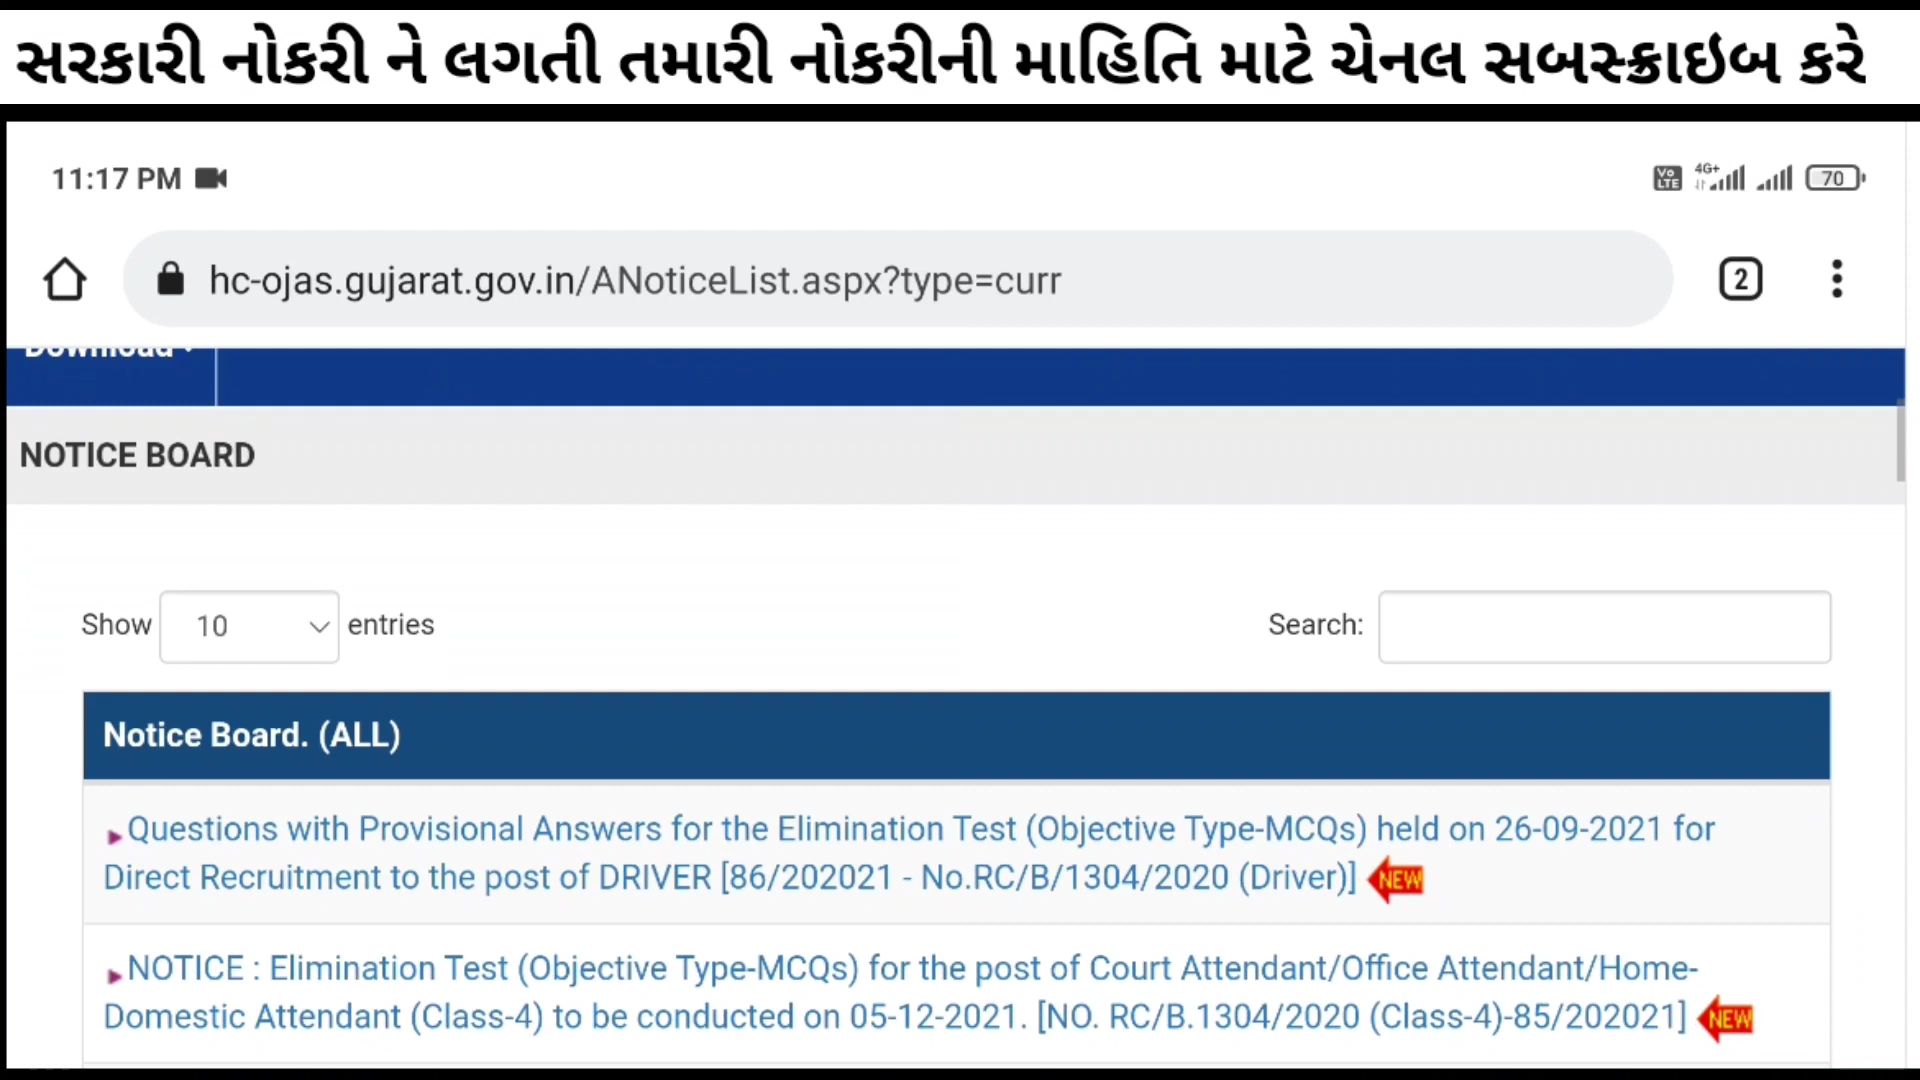 સરકારી નોકરી ને લગતી તમારી નોકરીની માહિતિ માટે ચેનલ સબસ્ક્રાઇબ કરે
11:17 PM
Vo LTE 4G+ 70
hc-ojas.gujarat.gov.in/ANoticeList.aspx?type=curr 2
Download
NOTICE BOARD
Show 10 entries Search:
Notice Board. (ALL)
Questions with Provisional Answers for the Elimination Test (Objective Type-MCQs) held on 26-09-2021 for
Direct Recruitment to the post of DRIVER [86/202021 - No.RC/B/1304/2020 (Driver)] NEW
NOTICE : Elimination Test (Objective Type-MCQs) for the post of Court Attendant/Office Attendant/Home-
Domestic Attendant (Class-4) to be conducted on 05-12-2021. [NO. RC/B.1304/2020 (Class-4)-85/202021] NEW